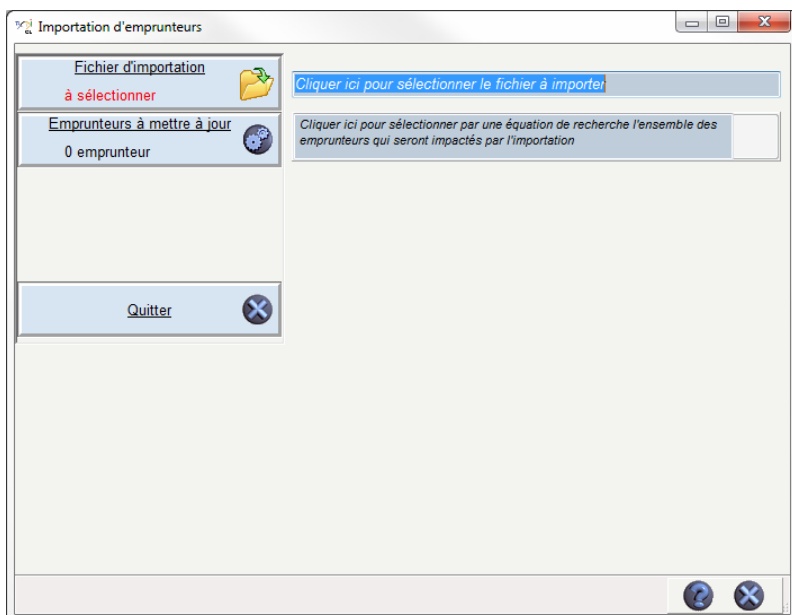 Importation d'emprunteurs
Fichier d'importation
à sélectionner
Cliquer ici pour sélectionner le fichier à importer
Emprunteurs à mettre à jour
0 emprunteur
Cliquer ici pour sélectionner par une équation de recherche l'ensemble des
emprunteurs qui seront impactés par l'importation
Quitter